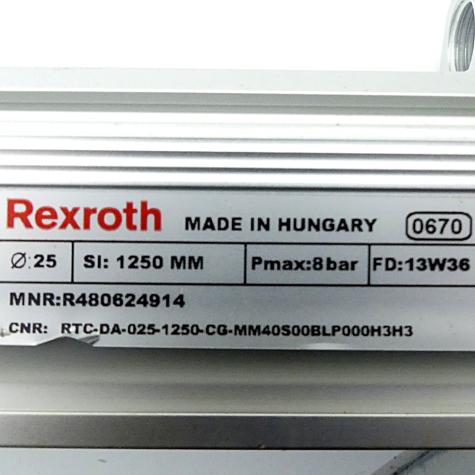 Rexroth MADE IN HUNGARY 0670
Ø:25 SI: 1250 MM Pmax:8bar FD:13W36
MNR:R480624914
CNR: RTC-DA-025-1250-CG-MM40S00BLP000H3H3